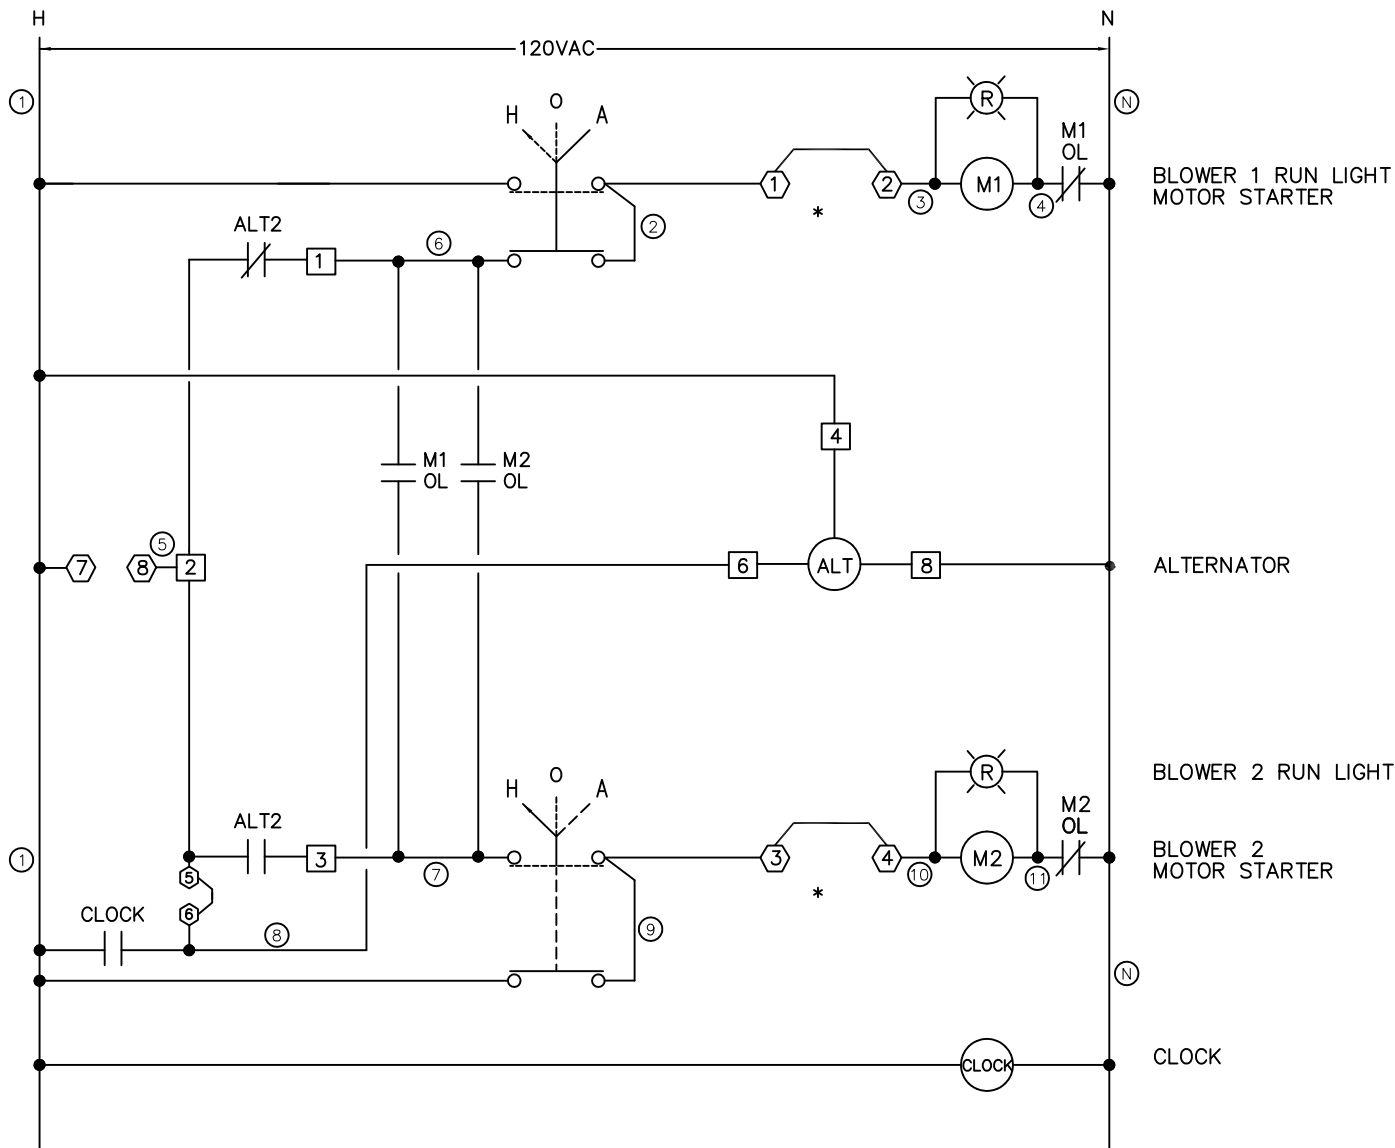 H
N
120VAC
1
N
R
O
H
A
M1
OL
1
2
M1
BLOWER 1 RUN LIGHT
MOTOR STARTER
*
3
4
ALT2
6
2
1
4
M1
OL
M2
OL
5
7
8
2
6
ALT
8
ALTERNATOR
O
H
A
R
BLOWER 2 RUN LIGHT
M2
OL
ALT2
1
3
7
3
4
10
M2
11
BLOWER 2
MOTOR STARTER
*
5
6
CLOCK
8
9
N
CLOCK
CLOCK